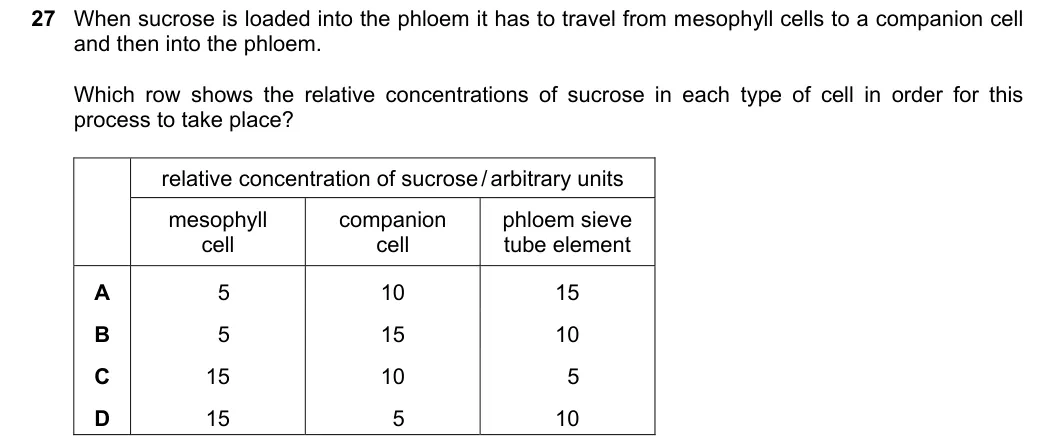 27 When sucrose is loaded into the phloem it has to travel from mesophyll cells to a companion cell
and then into the phloem.
Which row shows the relative concentrations of sucrose in each type of cell in order for this
process to take place?
relative concentration of sucrose / arbitrary units
mesophyll cell companion cell phloem sieve tube element
A 5 10 15
B 5 15 10
C 15 10 5
D 15 5 10